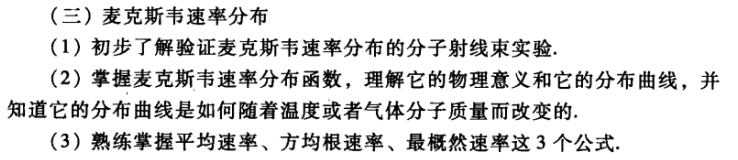 （三）麦克斯韦速率分布
（1）初步了解验证麦克斯韦速率分布的分子射线束实验.
（2）掌握麦克斯韦速率分布函数，理解它的物理意义和它的分布曲线，并
知道它的分布曲线是如何随着温度或者气体分子质量而改变的.
（3）熟练掌握平均速率、方均根速率、最概然速率这 3 个公式.